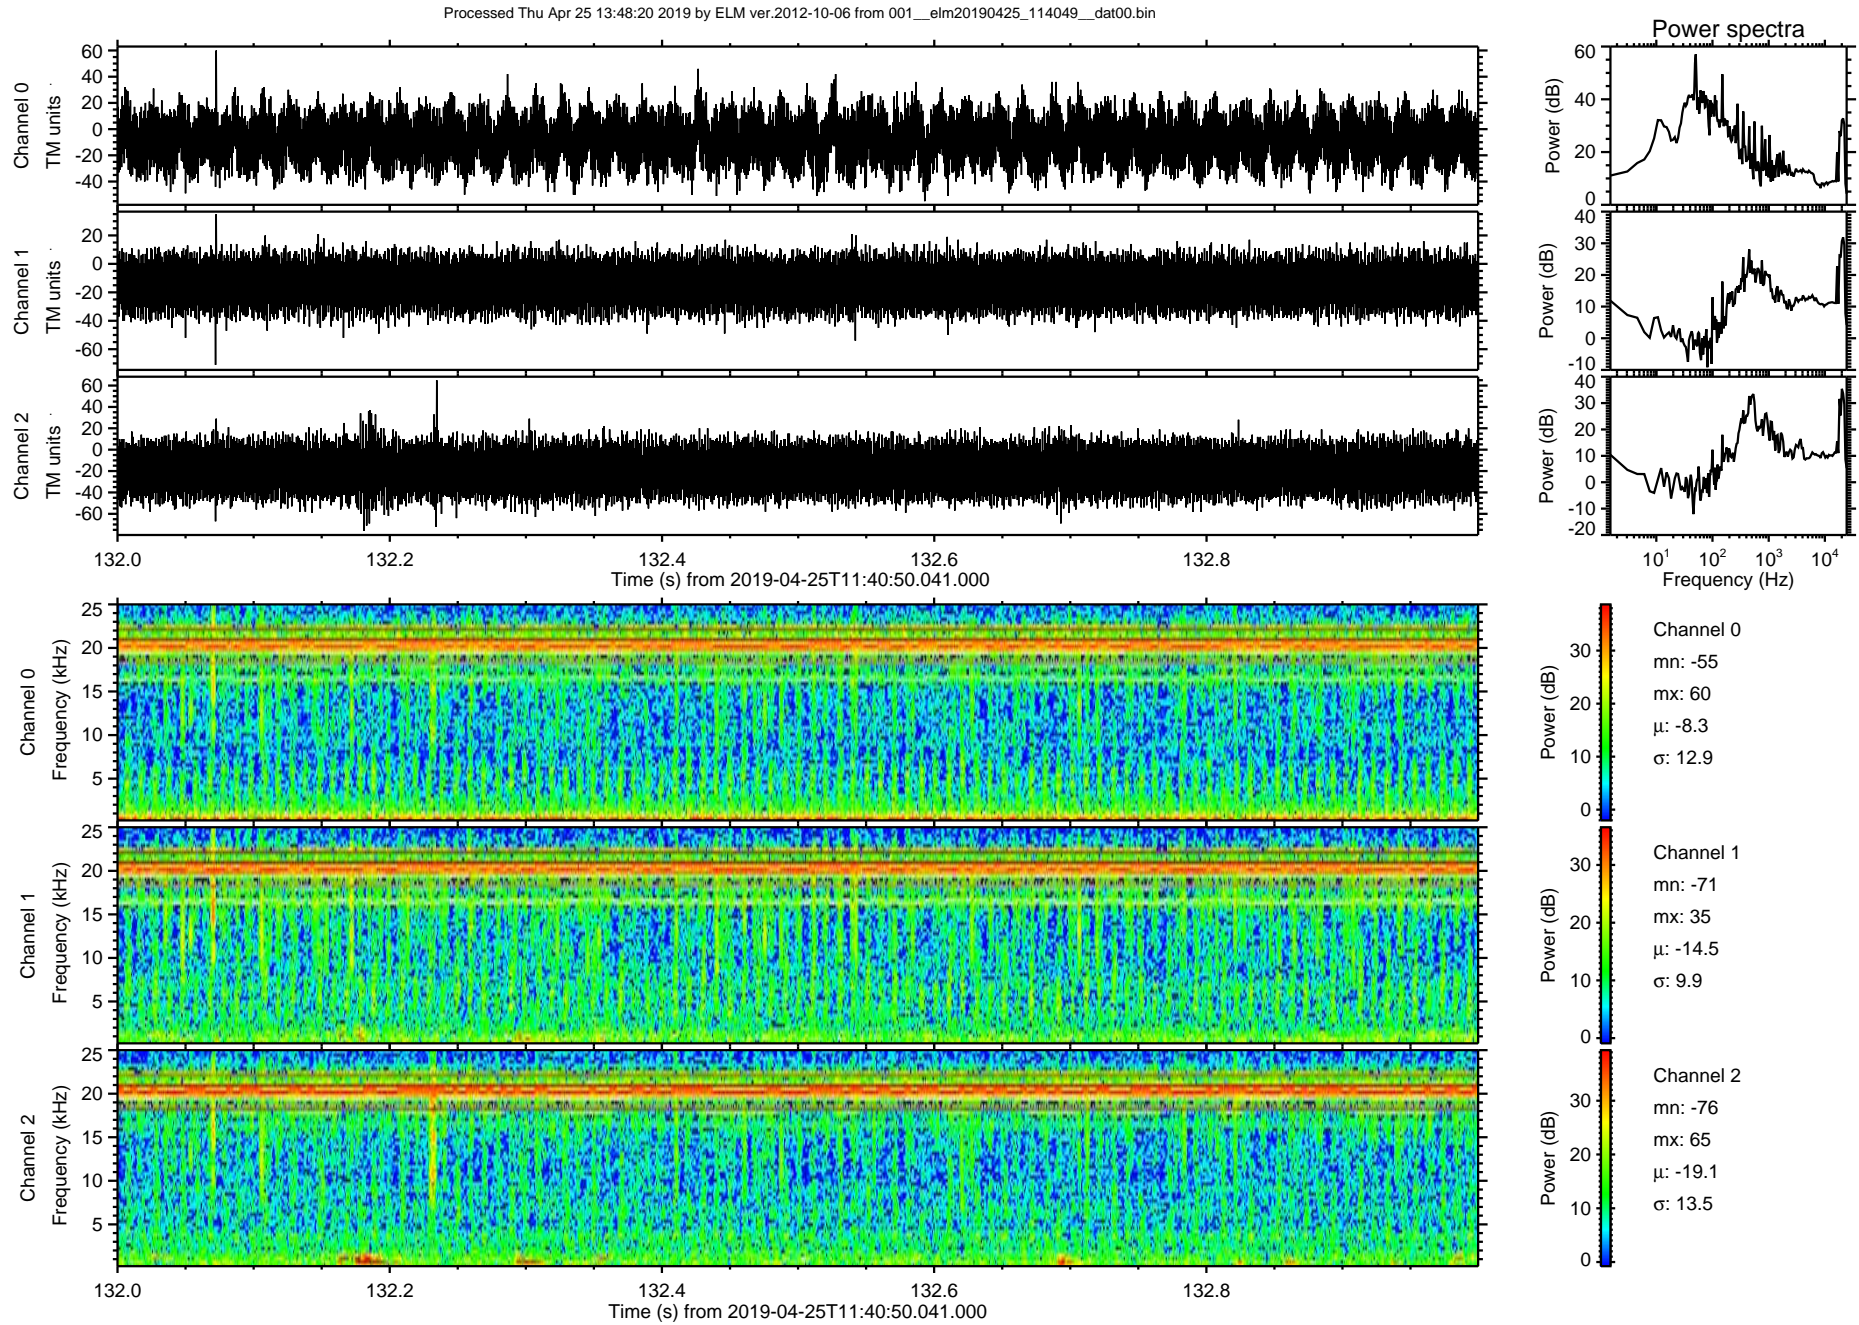 Processed Thu Apr 25 13:48:20 2019 by ELM ver.2012-10-06 from 001__elm20190425_114049__dat00.bin
Power spectra
Channel 0
TM units
60
40
20
0
-20
-40
Power (dB)
60
40
20
0
Channel 1
TM units
20
0
-20
-40
-60
Power (dB)
40
30
20
10
0
-10
Channel 2
TM units
60
40
20
0
-20
-40
-60
Power (dB)
40
30
20
10
0
-10
-20
132.0 132.2 132.4 132.6 132.8
Time (s) from 2019-04-25T11:40:50.041.000
10¹ 10² 10³ 10⁴
Frequency (Hz)
Channel 0
Frequency (kHz)
25
20
15
10
5
Power (dB)
30
20
10
0
Channel 0
mn: -55
mx: 60
μ: -8.3
σ: 12.9
Channel 1
Frequency (kHz)
25
20
15
10
5
Power (dB)
30
20
10
0
Channel 1
mn: -71
mx: 35
μ: -14.5
σ: 9.9
Channel 2
Frequency (kHz)
25
20
15
10
5
Power (dB)
30
20
10
0
Channel 2
mn: -76
mx: 65
μ: -19.1
σ: 13.5
132.0 132.2 132.4 132.6 132.8
Time (s) from 2019-04-25T11:40:50.041.000